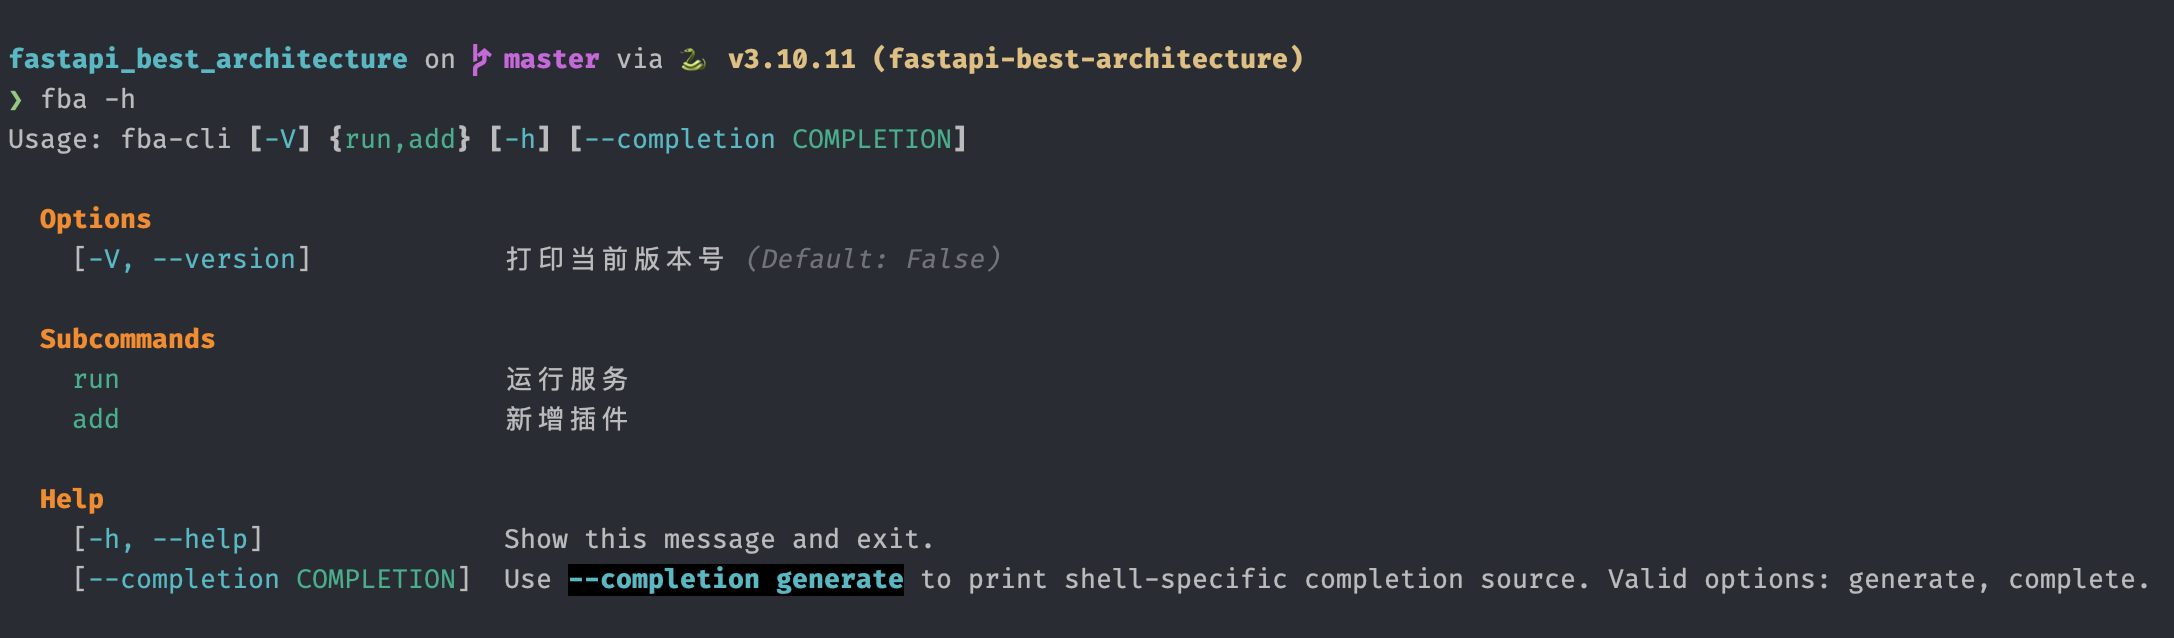 fastapi_best_architecture on master via 🐍 v3.10.11 (fastapi-best-architecture)
❯ fba -h
Usage: fba-cli [-V] {run,add} [-h] [--completion COMPLETION]
Options
[-V, --version] 打印当前版本号 (Default: False)
Subcommands
run 运行服务
add 新增插件
Help
[-h, --help] Show this message and exit.
[--completion COMPLETION] Use --completion generate to print shell-specific completion source. Valid options: generate, complete.